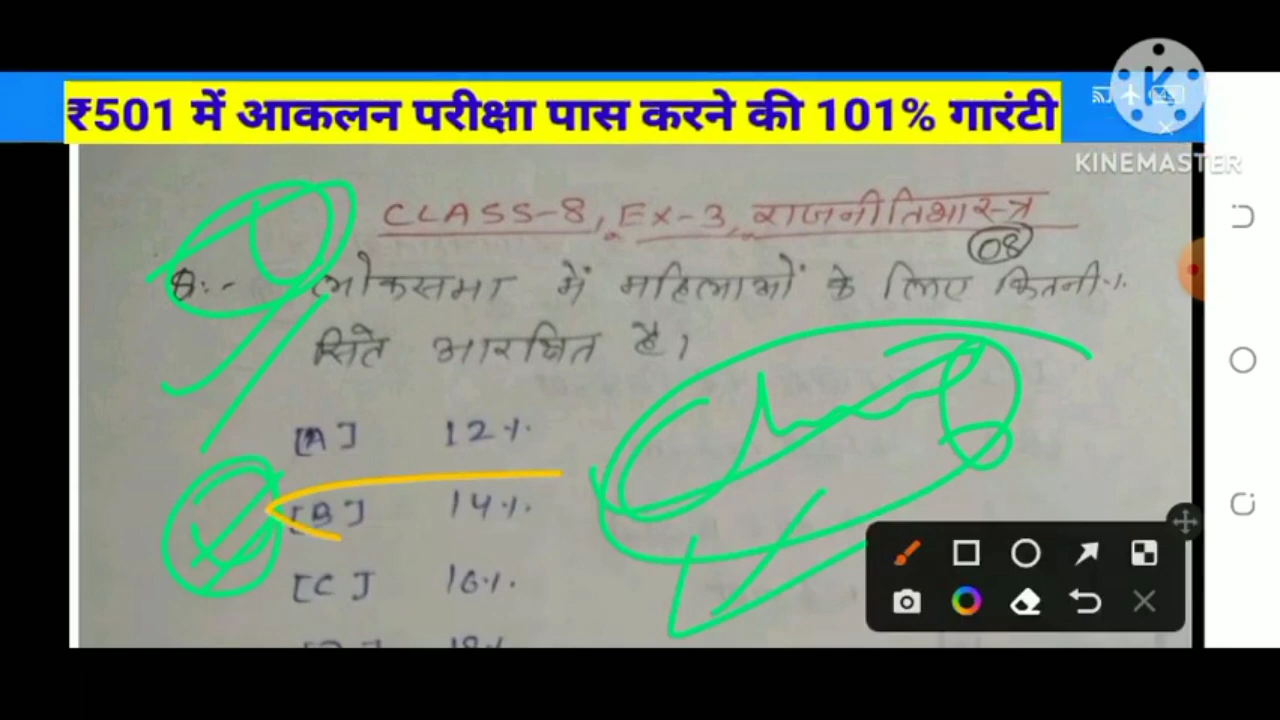 ₹501 में आकलन परीक्षा पास करने की 101% गारंटी
KINEMASTER
CLASS-8, Ex-3, राजनीतिशास्त्र
08
8:- लोकसभा में महिलाओं के लिए कितनी%
सिते आरक्षित है।
[A] 12%
[B] 14%
[C] 16%